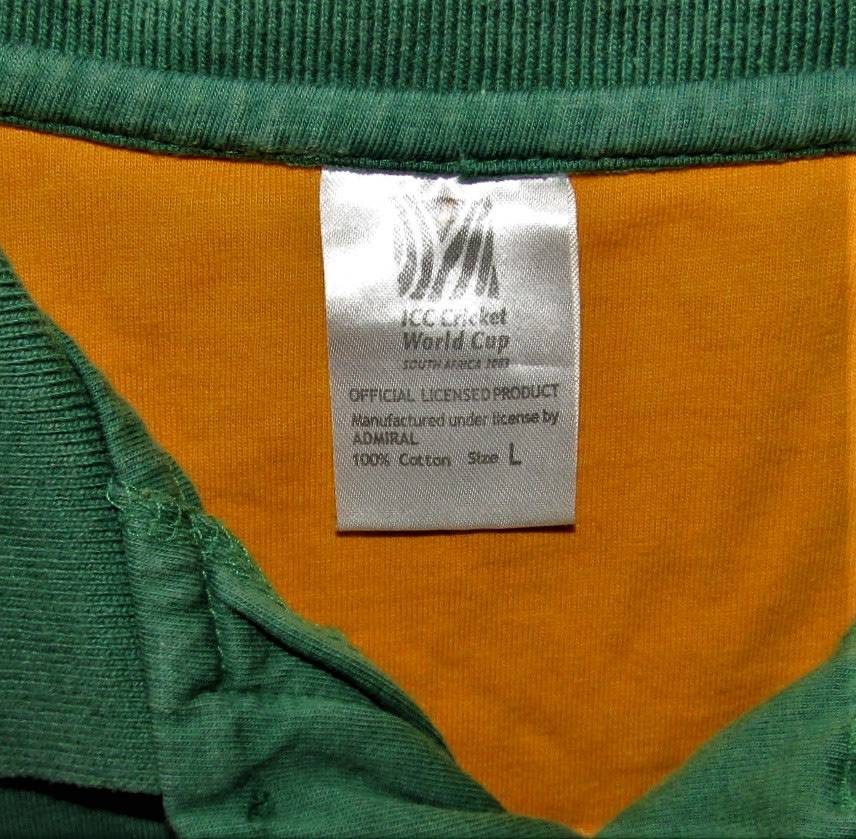 ICC Cricket
World Cup
SOUTH AFRICA 2003
OFFICIAL LICENSED PRODUCT
Manufactured under license by
ADMIRAL
100% Cotton Size L